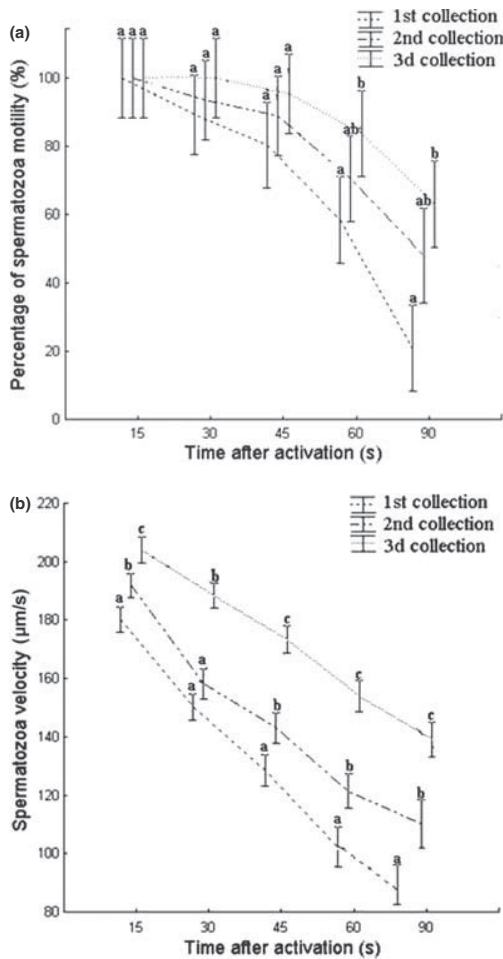 (a)
1st collection
2nd collection
3d collection
Percentage of spermatozoa motility (%)
100
80
60
40
20
0
a a a
a a a
a a a
a ab b
a ab b
15 30 45 60 90
Time after activation (s)
(b)
1st collection
2nd collection
3d collection
Spermatozoa velocity (µm/s)
220
200
180
160
140
120
100
80
a b c
a a b
a b c
a b c
a b c
15 30 45 60 90
Time after activation (s)